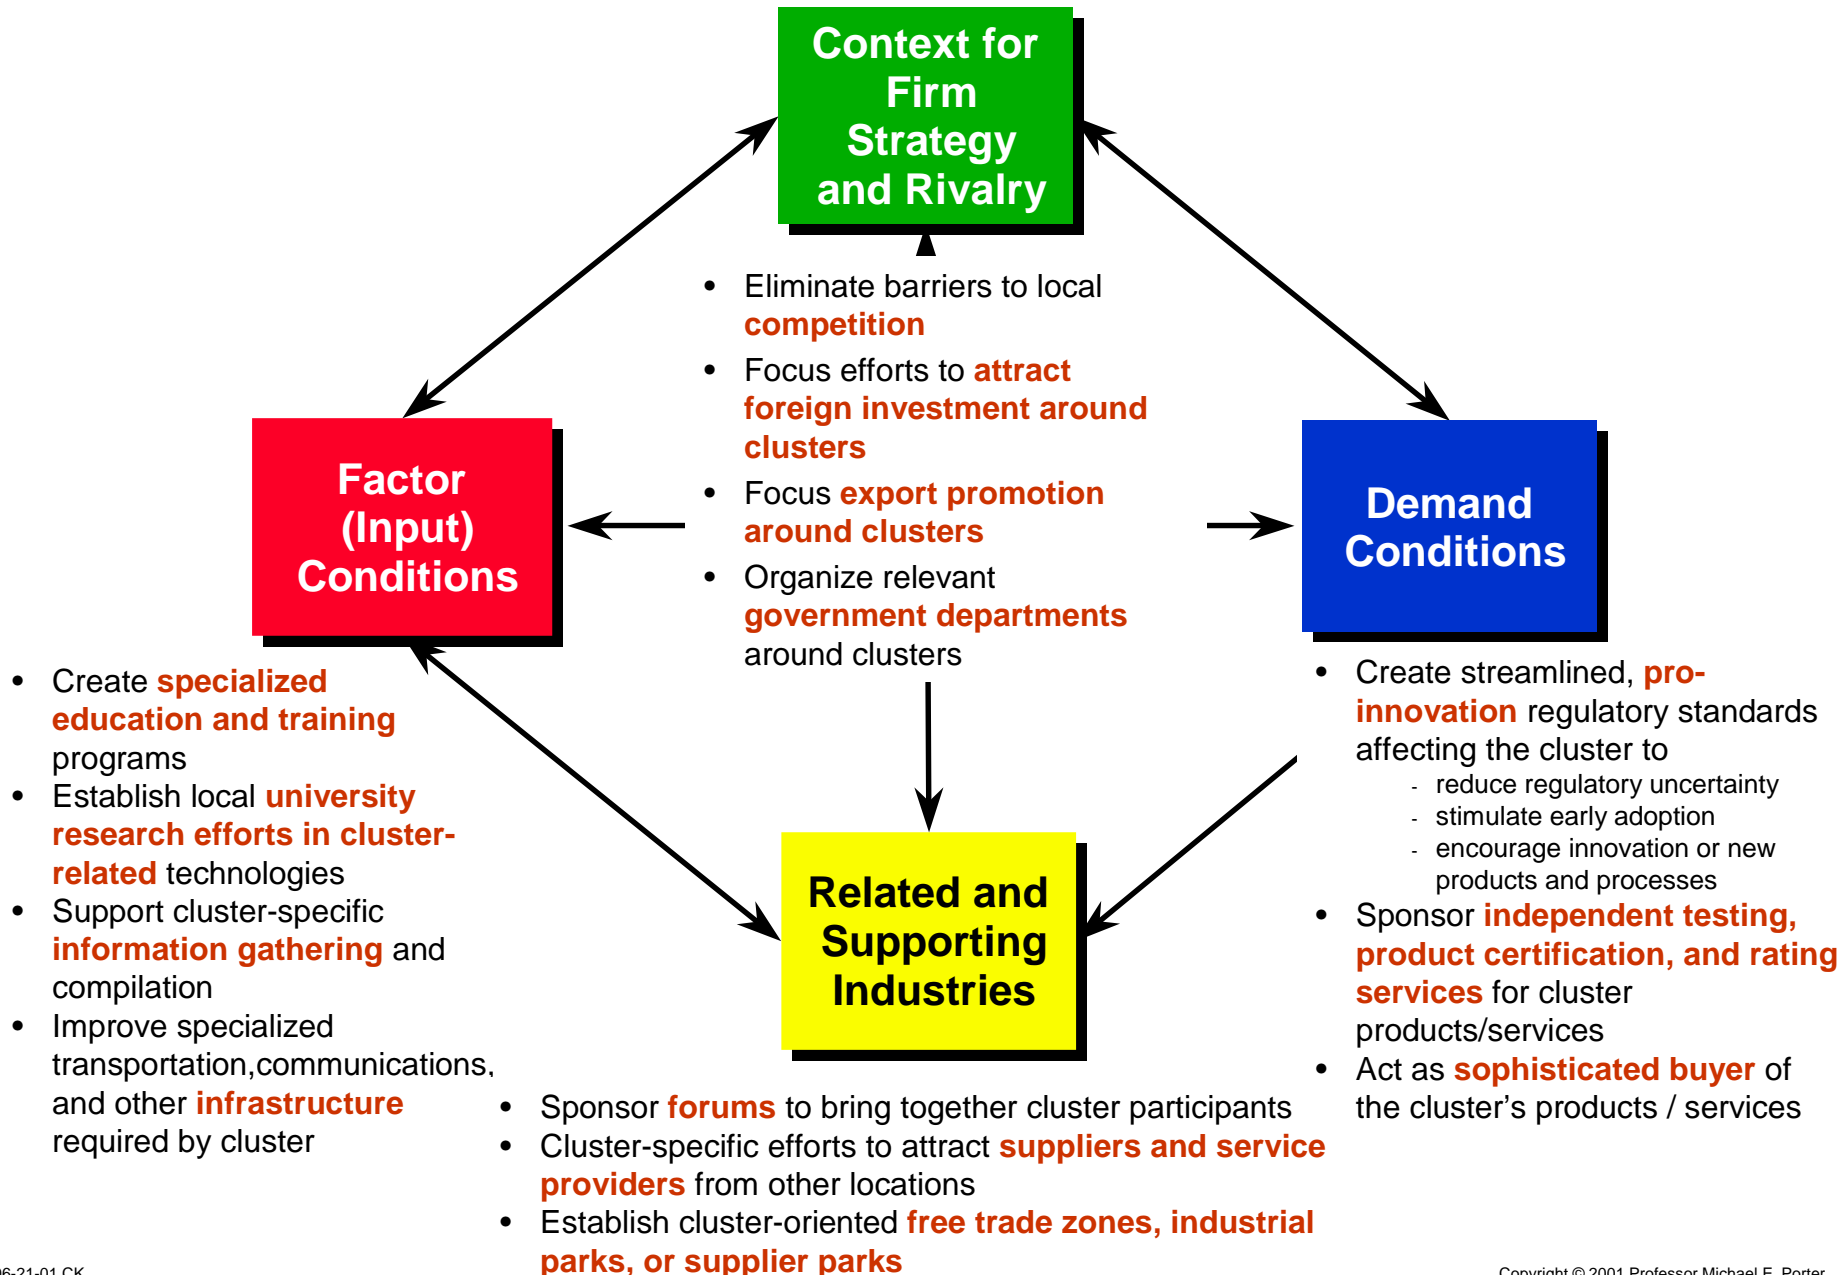 Context for
Firm
Strategy
and Rivalry
• Eliminate barriers to local
competition
• Focus efforts to attract
foreign investment around
clusters
• Focus export promotion
around clusters
• Organize relevant
government departments
around clusters
Factor
(Input)
Conditions
Demand
Conditions
• Create specialized
education and training
programs
• Establish local university
research efforts in cluster-
related technologies
• Support cluster-specific
information gathering and
compilation
• Improve specialized
transportation,communications,
and other infrastructure
required by cluster
Related and
Supporting
Industries
• Create streamlined, pro-
innovation regulatory standards
affecting the cluster to
- reduce regulatory uncertainty
- stimulate early adoption
- encourage innovation or new
products and processes
• Sponsor independent testing,
product certification, and rating
services for cluster
products/services
• Act as sophisticated buyer of
the cluster's products / services
• Sponsor forums to bring together cluster participants
• Cluster-specific efforts to attract suppliers and service
providers from other locations
• Establish cluster-oriented free trade zones, industrial
parks, or supplier parks
06-21-01 CK
Copyright © 2001 Professor Michael E. Porter